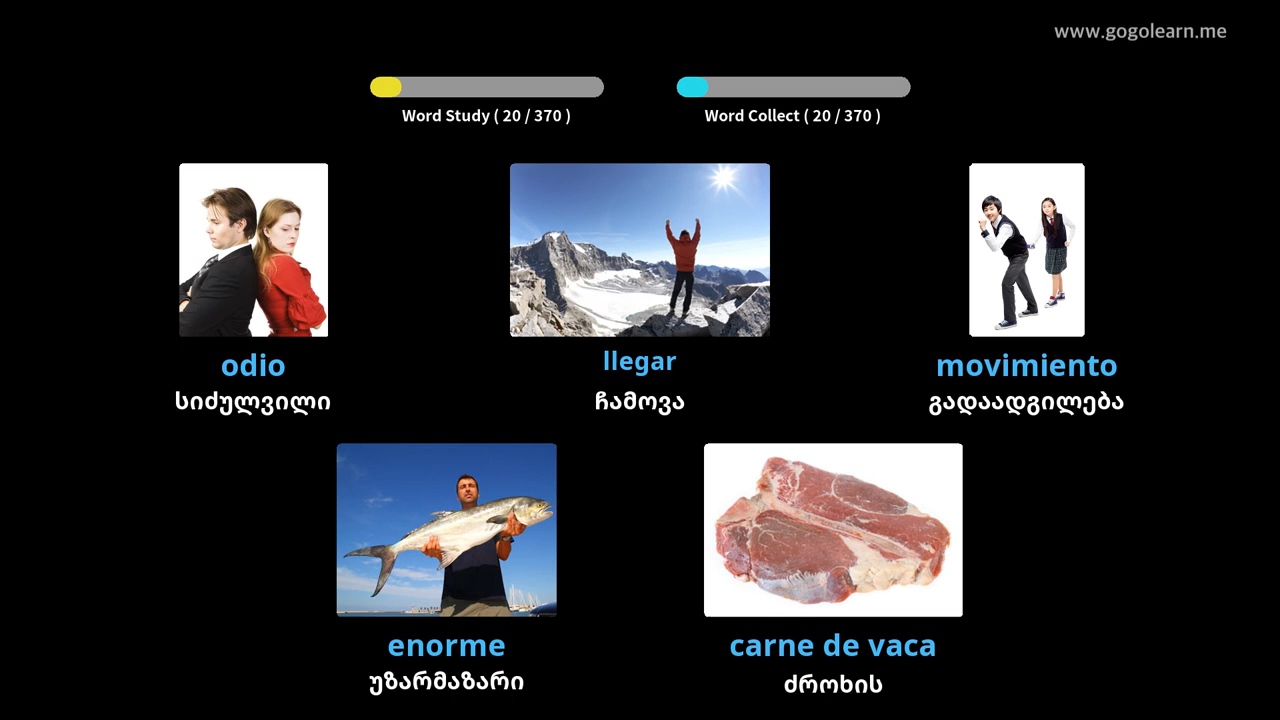 www.gogolearn.me
Word Study ( 20 / 370 )
Word Collect ( 20 / 370 )
odio
llegar
movimiento
სიძულვილი
ჩამოვა
გადაადგილება
enorme
carne de vaca
უზარმაზარი
ძროხის